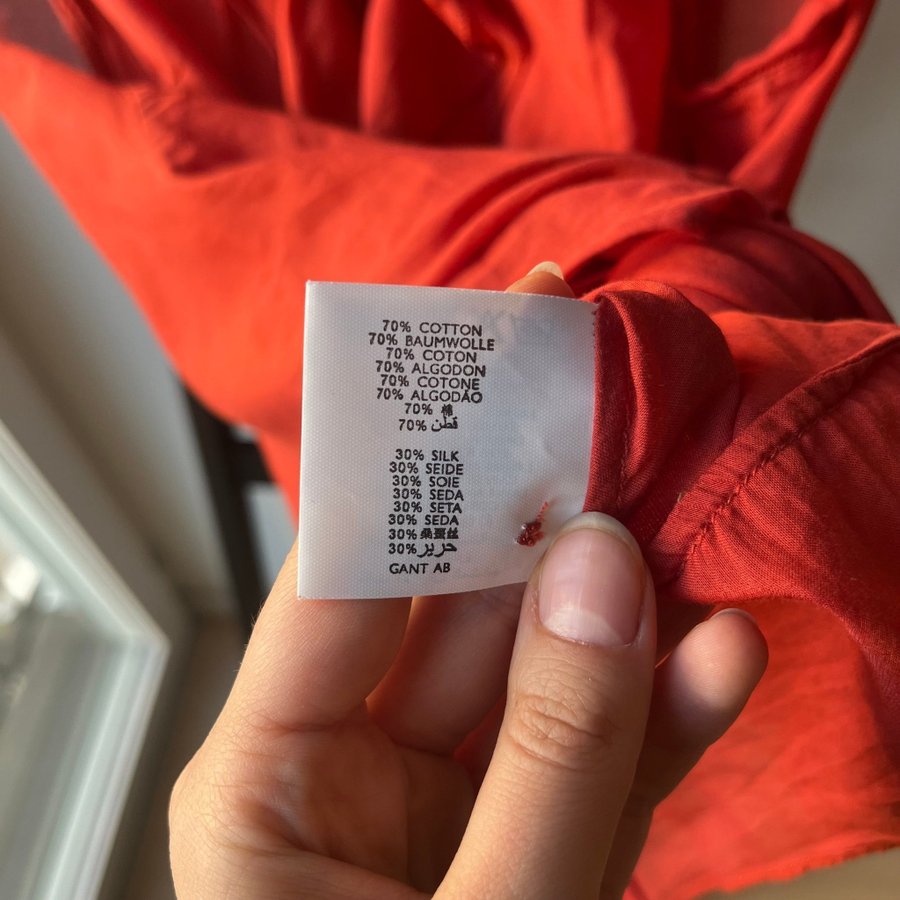 70% COTTON
70% BAUMWOLLE
70% COTON
70% ALGODON
70% COTONE
70% ALGODÃO
70% 棉
70% قطن
30% SILK
30% SEIDE
30% SOIE
30% SEDA
30% SETA
30% SEDA
30% 桑蚕丝
30% حرير
GANT AB